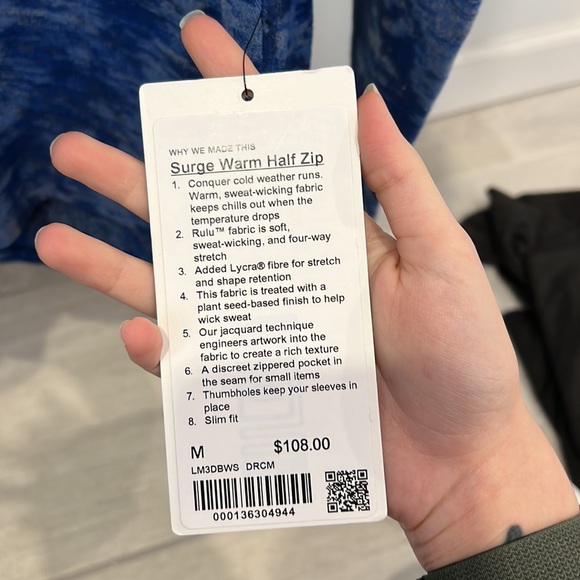 WHY WE MADE THIS
Surge Warm Half Zip
1. Conquer cold weather runs.
Warm, sweat-wicking fabric
keeps chills out when the
temperature drops
2. Rulu™ fabric is soft,
sweat-wicking, and four-way
stretch
3. Added Lycra® fibre for stretch
and shape retention
4. This fabric is treated with a
plant seed-based finish to help
wick sweat
5. Our jacquard technique
engineers artwork into the
fabric to create a rich texture
6. A discreet zippered pocket in
the seam for small items
7. Thumbholes keep your sleeves in
place
8. Slim fit
M $108.00
LM3DBWS DRCM
000136304944